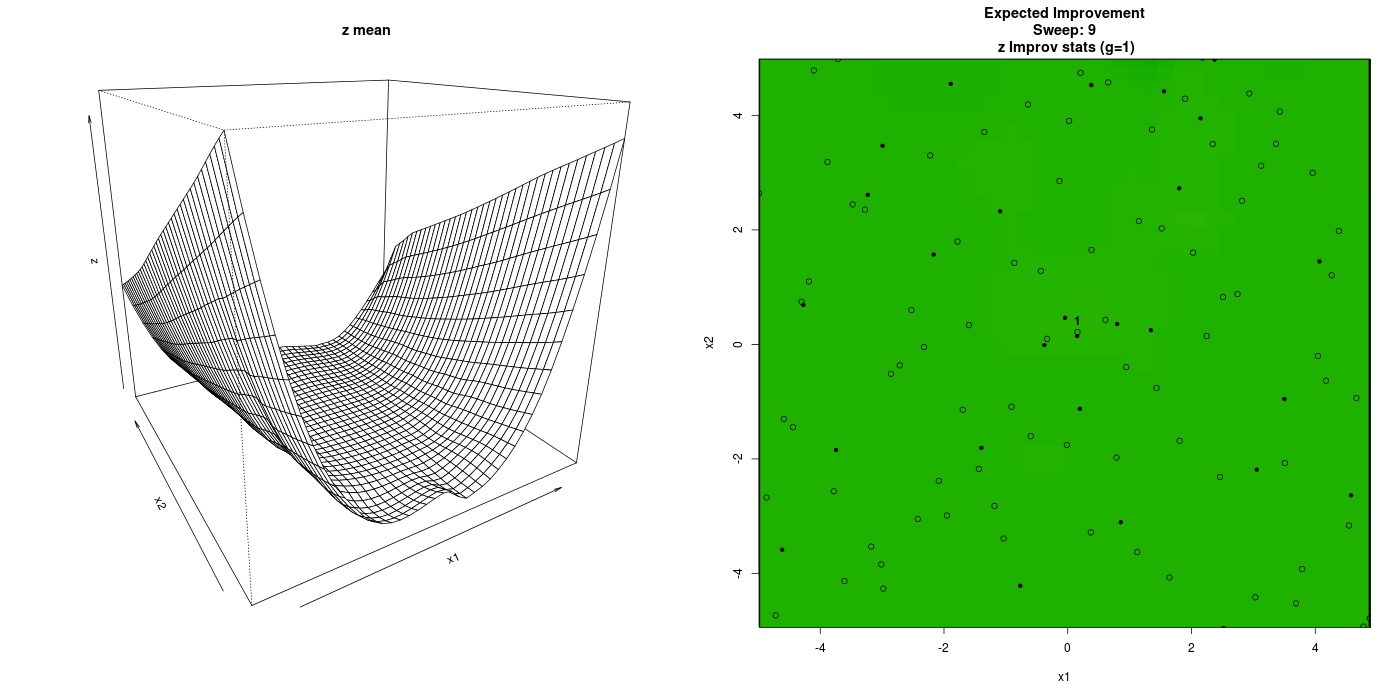 z mean
z
x2
x1
Expected Improvement
Sweep: 9
z Improv stats (g=1)
x2
4
2
0
-2
-4
1
-4
-2
0
2
4
x1